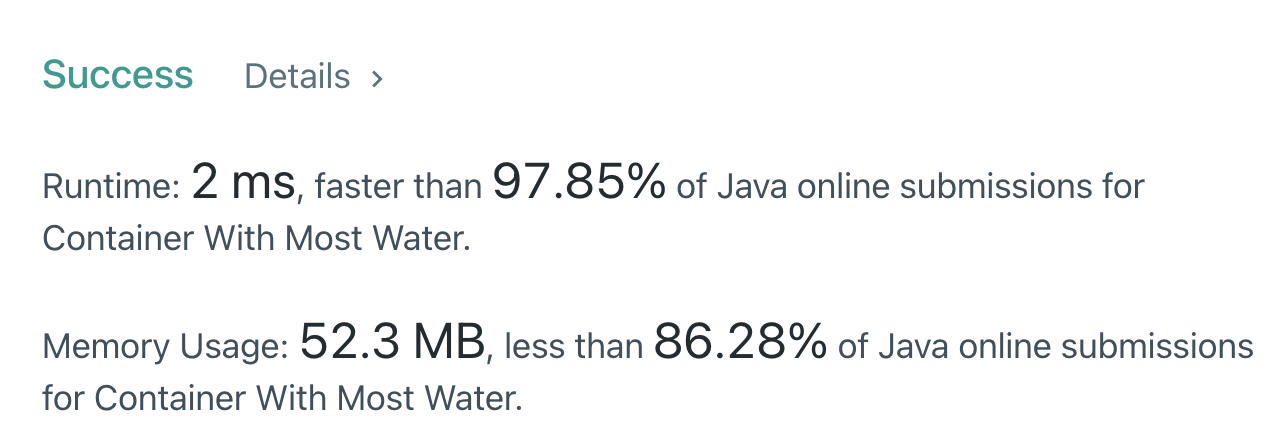 Success Details >
Runtime: 2 ms, faster than 97.85% of Java online submissions for
Container With Most Water.
Memory Usage: 52.3 MB, less than 86.28% of Java online submissions
for Container With Most Water.